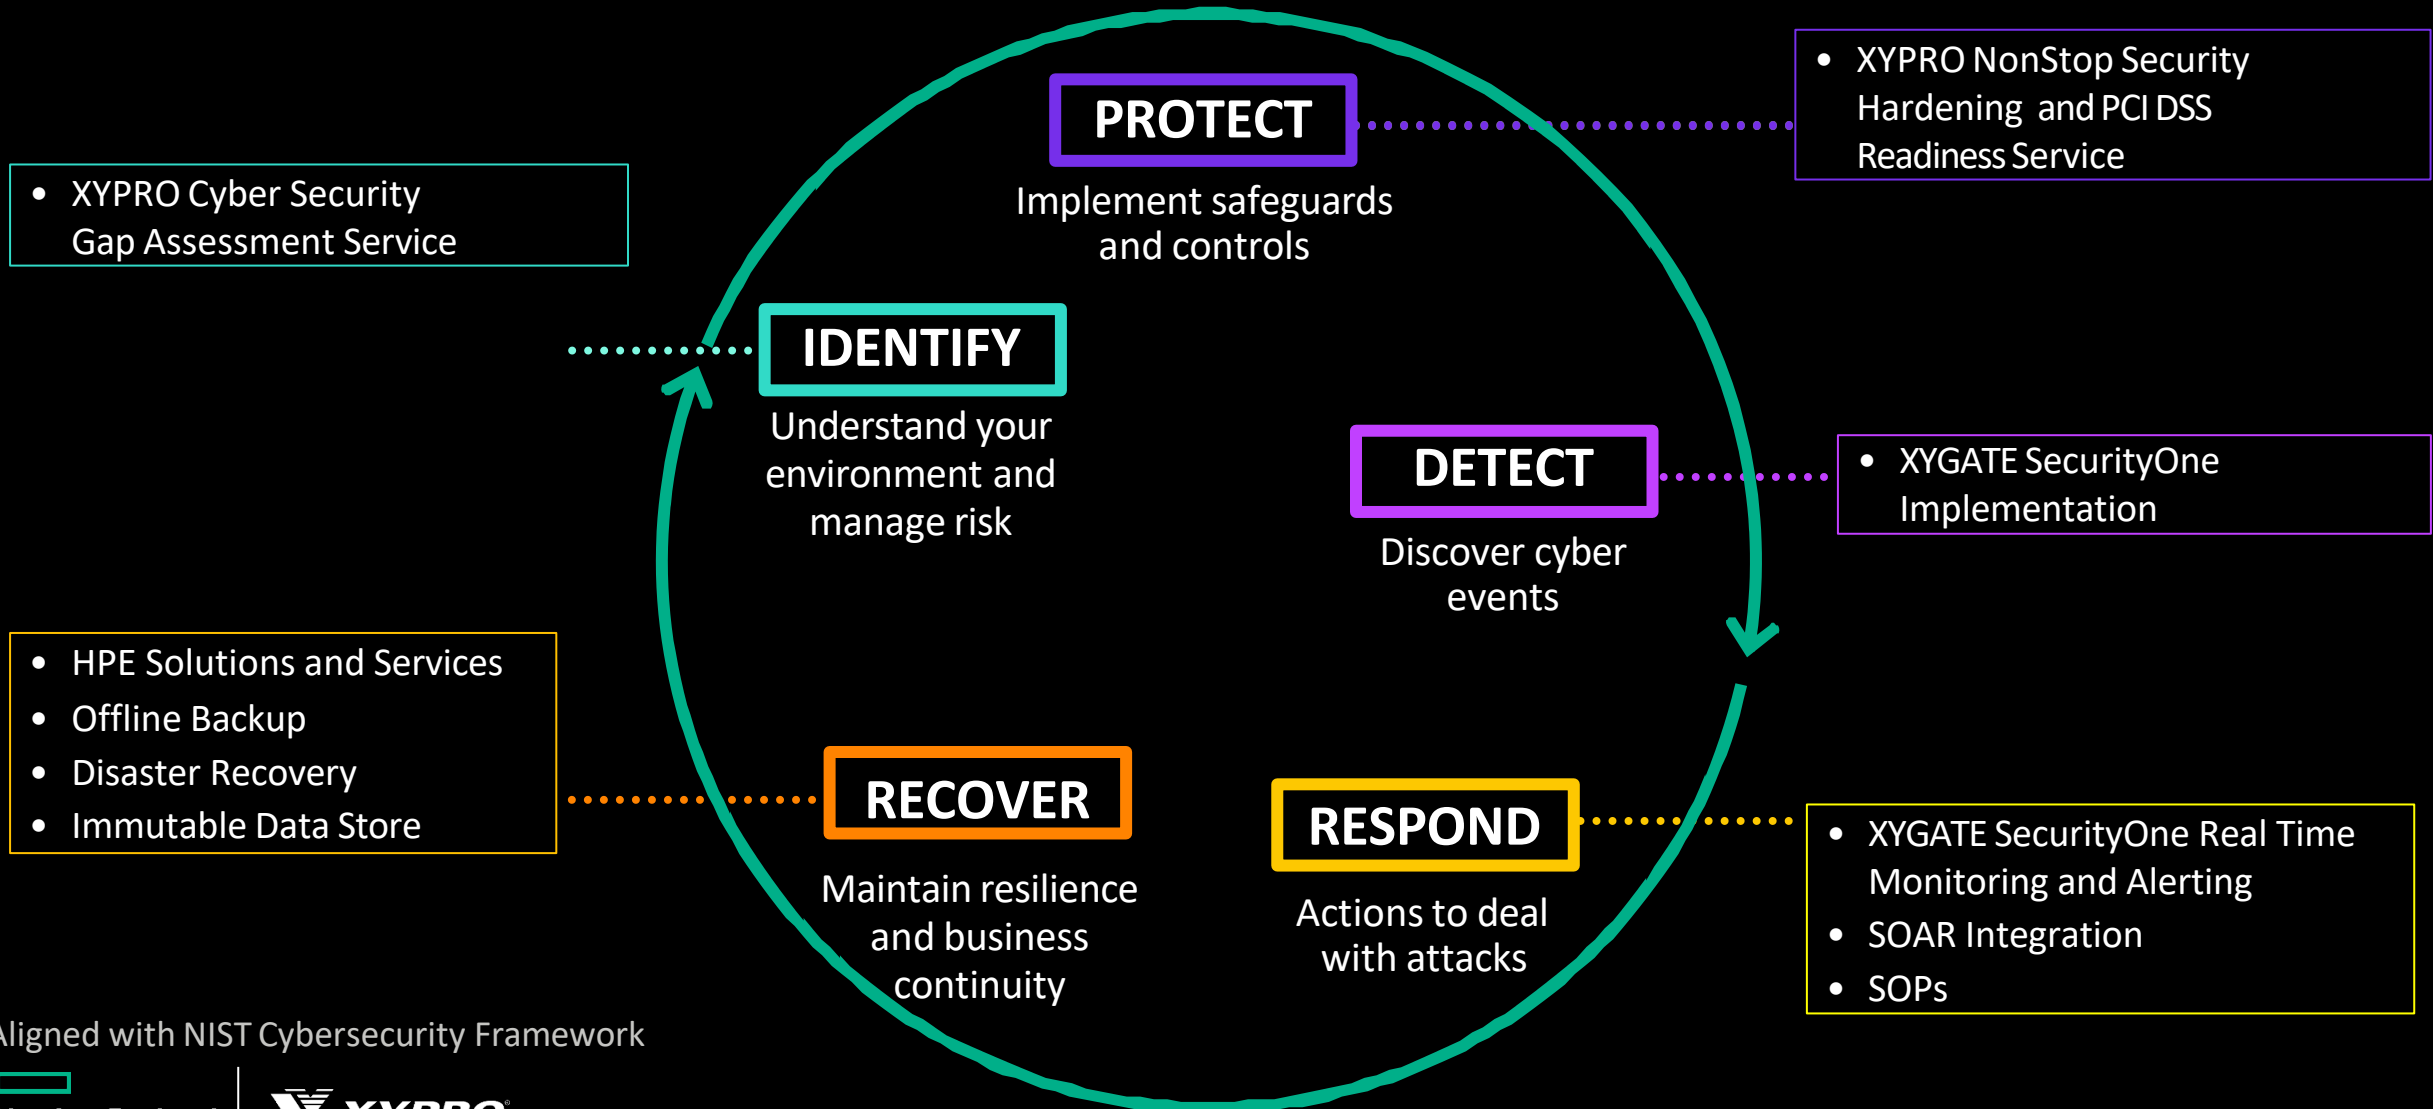 PROTECT
Implement safeguards
and controls
• XYPRO NonStop Security
Hardening and PCI DSS
Readiness Service
• XYPRO Cyber Security
Gap Assessment Service
IDENTIFY
Understand your
environment and
manage risk
DETECT
Discover cyber
events
• XYGATE SecurityOne
Implementation
• HPE Solutions and Services
• Offline Backup
• Disaster Recovery
• Immutable Data Store
RECOVER
Maintain resilience
and business
continuity
RESPOND
Actions to deal
with attacks
• XYGATE SecurityOne Real Time
Monitoring and Alerting
• SOAR Integration
• SOPs
Aligned with NIST Cybersecurity Framework
XYPRO®